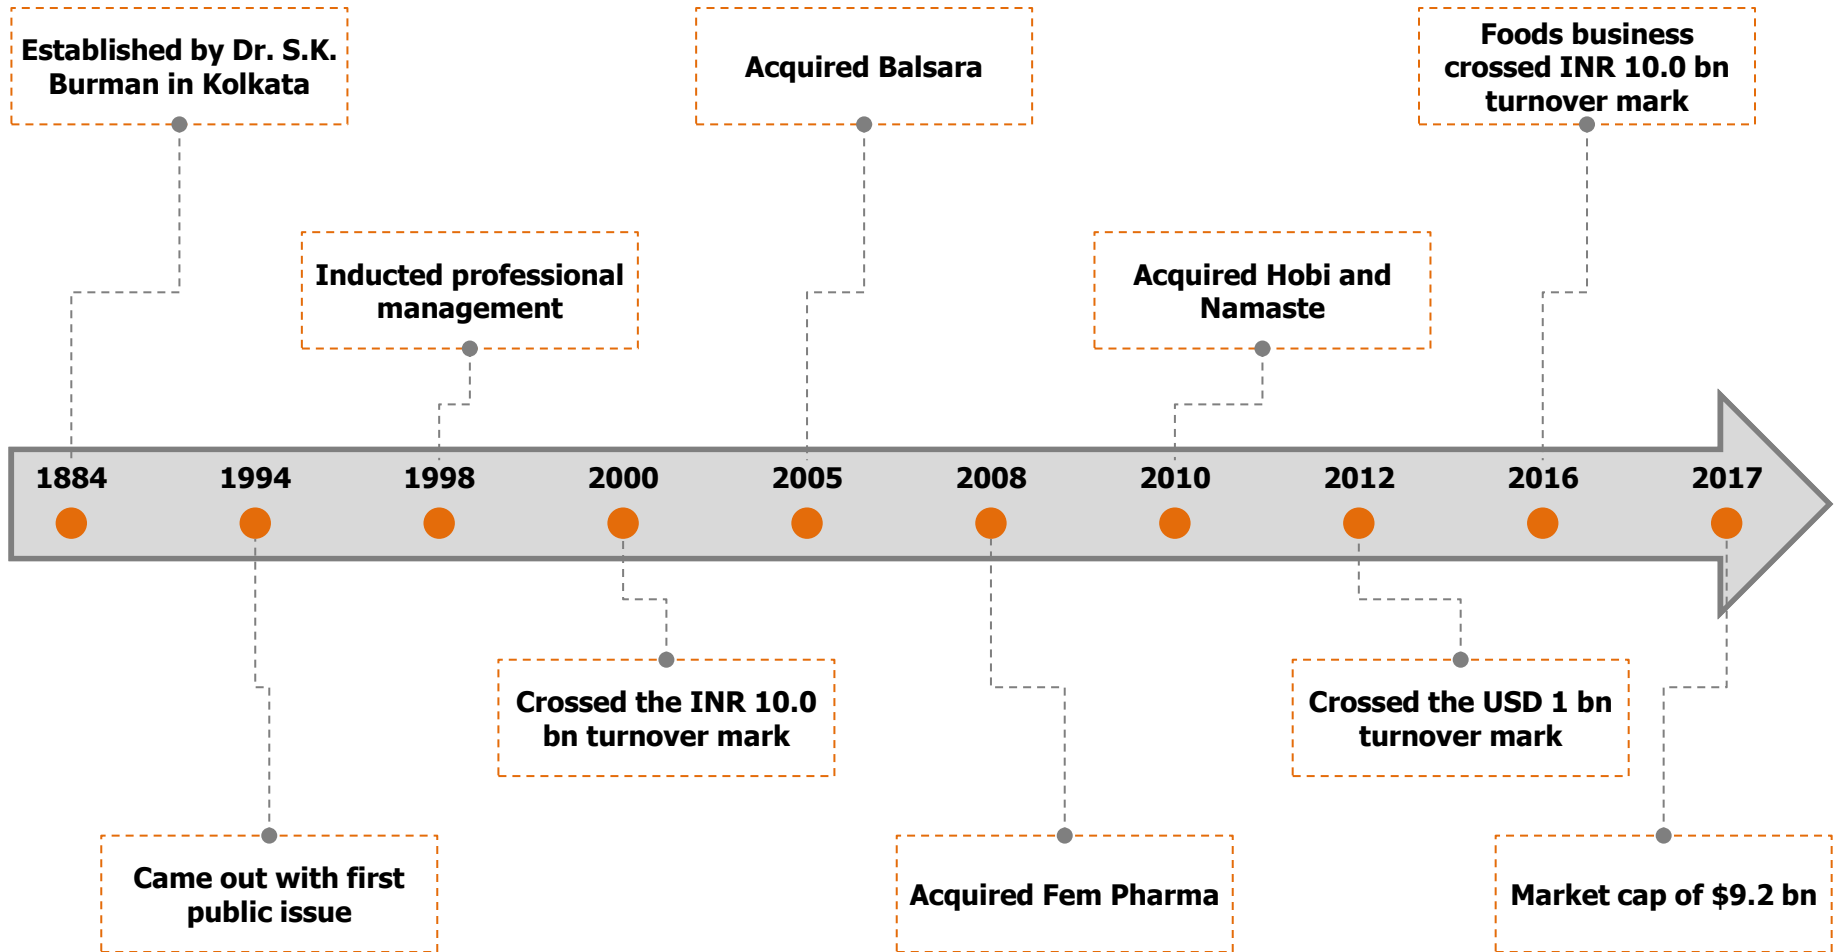 Established by Dr. S.K.
Burman in Kolkata
Acquired Balsara
Foods business
crossed INR 10.0 bn
turnover mark
Inducted professional
management
Acquired Hobi and
Namaste
1884
1994
1998
2000
2005
2008
2010
2012
2016
2017
Crossed the INR 10.0
bn turnover mark
Crossed the USD 1 bn
turnover mark
Came out with first
public issue
Acquired Fem Pharma
Market cap of $9.2 bn